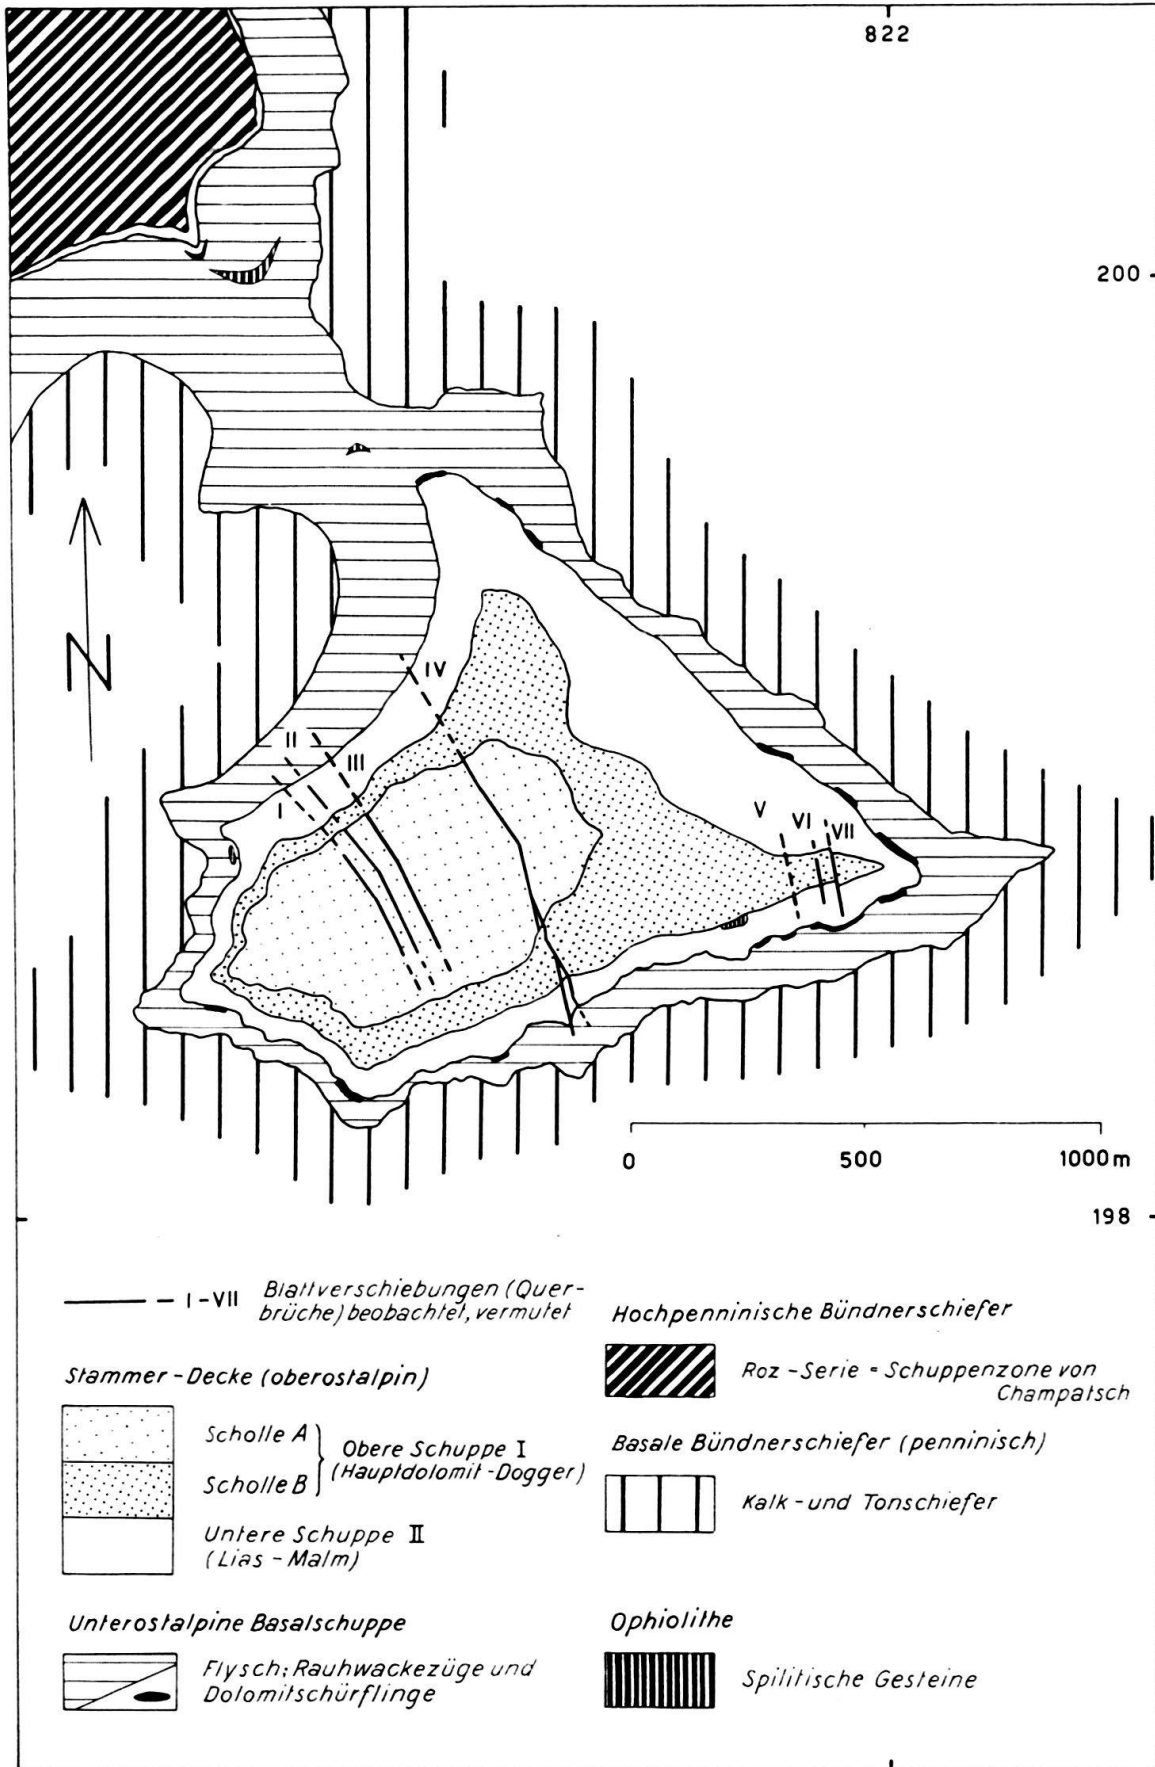 822
200
N
IV
II
III
I
V
VI
VII
0 500 1000 m
198
I-VII Blattverschiebungen (Quer-
brüche) beobachtet, vermutet
Stammer-Decke (oberostalpin)
Scholle A
Scholle B
Obere Schuppe I
(Hauptdolomit-Dogger)
Untere Schuppe II
(Lias - Malm)
Unterostalpine Basalschuppe
Flysch; Rauhwackezüge und
Dolomitschürflinge
Hochpenninische Bündnerschiefer
Roz-Serie = Schuppenzone von
Champatsch
Basale Bündnerschiefer (penninisch)
Kalk- und Tonschiefer
Ophiolithe
Spilitische Gesteine